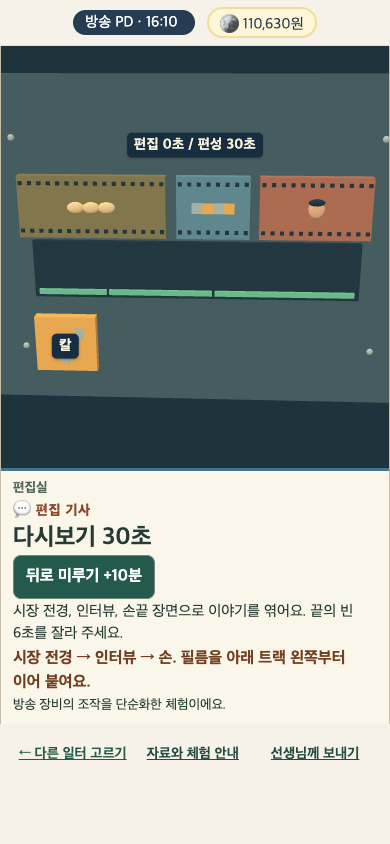 방송 PD · 16:10
110,630원
편집 0초 / 편성 30초
칼
편집실
편집 기사
다시보기 30초
뒤로 미루기 +10분
시장 전경, 인터뷰, 손끝 장면으로 이야기를 엮어요. 끝의 빈
6초를 잘라 주세요.
시장 전경 → 인터뷰 → 손. 필름을 아래 트랙 왼쪽부터
이어 붙여요.
방송 장비의 조작을 단순화한 체험이에요.
← 다른 일터 고르기 자료와 체험 안내 선생님께 보내기